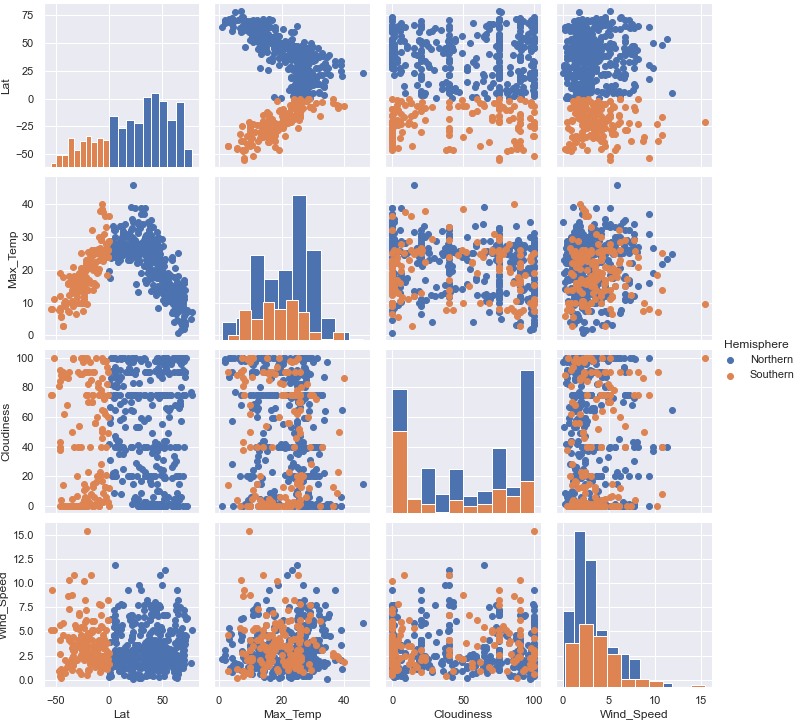 75
50
25
0
−25
−50
Lat
40
30
20
10
0
Max_Temp
100
80
60
40
20
0
Cloudiness
15.0
12.5
10.0
7.5
5.0
2.5
0.0
Wind_Speed
−50 0 50
Lat
0 20 40
Max_Temp
0 50 100
Cloudiness
0 5 10 15
Wind_Speed
Hemisphere
Northern
Southern